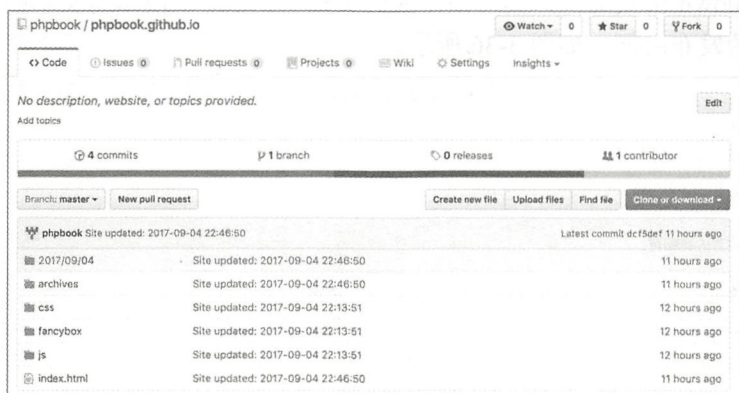 phpbook / phpbook.github.io Watch 0 Star 0 Fork 0
Code Issues 0 Pull requests 0 Projects 0 Wiki Settings Insights
No description, website, or topics provided. Edit
Add topics
4 commits 1 branch 0 releases 1 contributor
Branch: master New pull request Create new file Upload files Find file Clone or download
phpbook Site updated: 2017-09-04 22:46:50 Latest commit dcf5def 11 hours ago
2017/09/04 Site updated: 2017-09-04 22:46:50 11 hours ago
archives Site updated: 2017-09-04 22:46:50 11 hours ago
css Site updated: 2017-09-04 22:13:51 12 hours ago
fancybox Site updated: 2017-09-04 22:13:51 12 hours ago
js Site updated: 2017-09-04 22:13:51 12 hours ago
index.html Site updated: 2017-09-04 22:46:50 11 hours ago